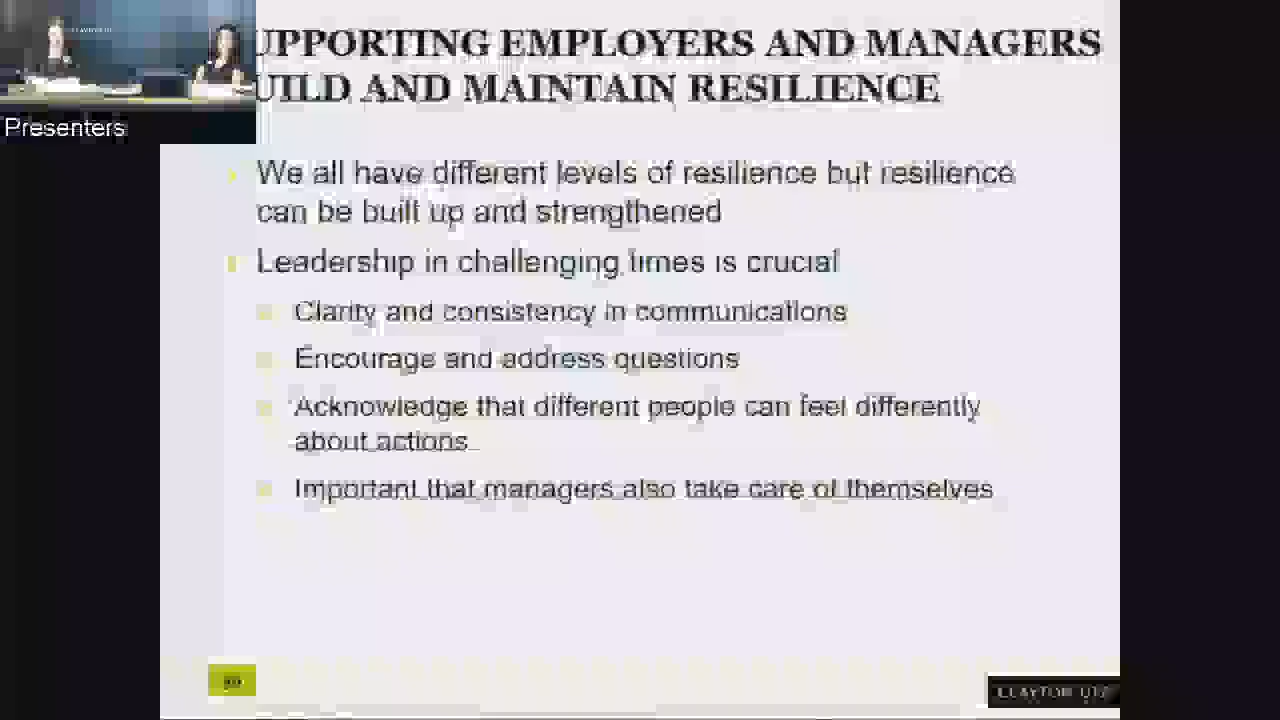 UPPORTING EMPLOYERS AND MANAGERS
UILD AND MAINTAIN RESILIENCE
Presenters
We all have different levels of resilience but resilience
can be built up and strengthened
Leadership in challenging times is crucial
Clarity and consistency in communications
Encourage and address questions
Acknowledge that different people can feel differently
about actions
Important that managers also take care of themselves
CLAYTON UTZ